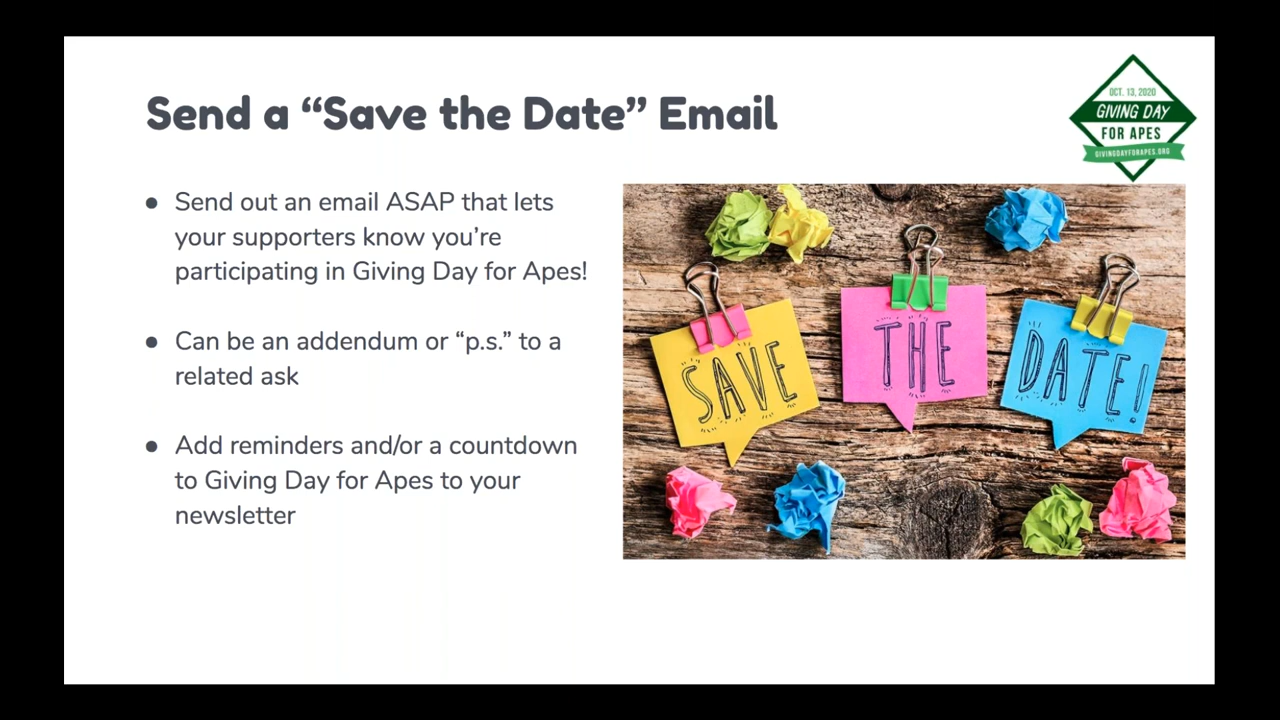 Send a “Save the Date” Email
OCT. 13, 2020
GIVING DAY
FOR APES
GIVINGDAYFORAPES.ORG
● Send out an email ASAP that lets
your supporters know you’re
participating in Giving Day for Apes!
● Can be an addendum or “p.s.” to a
related ask
● Add reminders and/or a countdown
to Giving Day for Apes to your
newsletter
SAVE
THE
DATE!